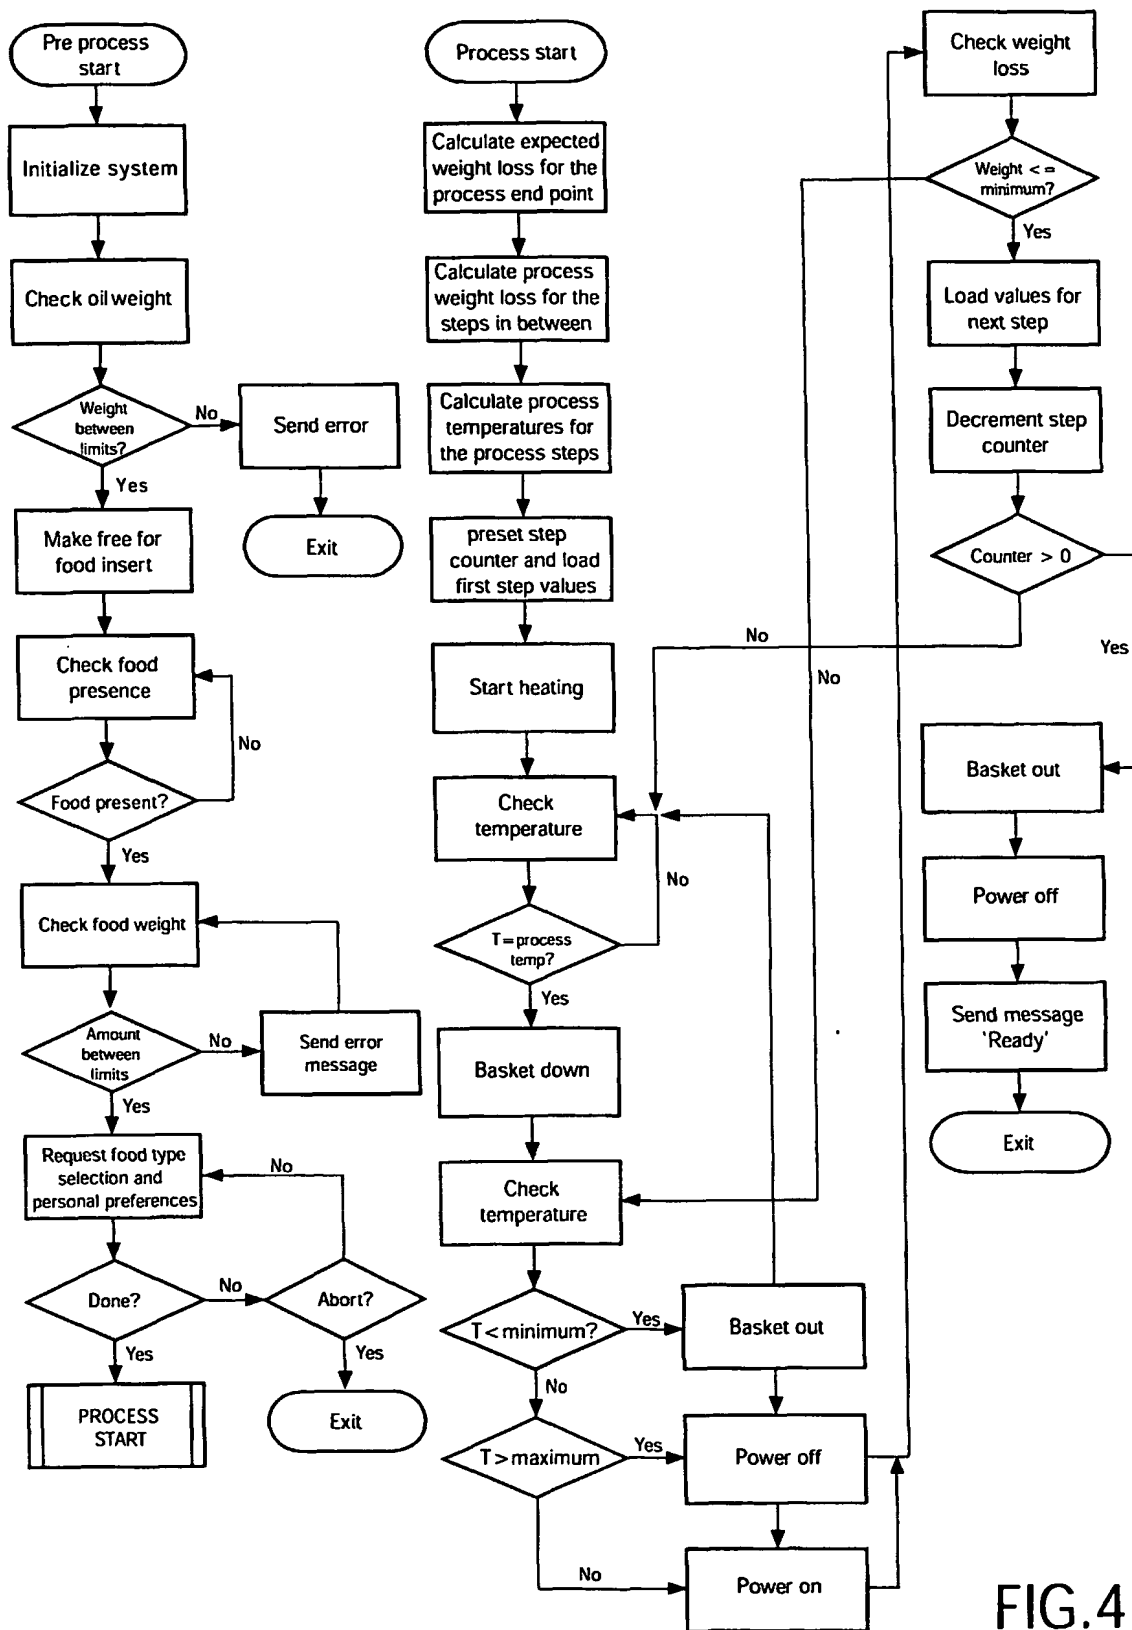 Pre process
start
Initialize system
Check oil weight
Weight
between
limits?
No
Send error
Yes
Exit
Make free for
food insert
Check food
presence
No
Food present?
Yes
Check food weight
Amount
between
limits
No
Send error
message
Yes
Request food type
selection and
personal preferences
No
Done?
No
Abort?
Yes
Yes
PROCESS
START
Exit
Process start
Calculate expected
weight loss for the
process end point
Calculate process
weight loss for the
steps in between
Calculate process
temperatures for
the process steps
preset step
counter and load
first step values
Start heating
Check
temperature
No
T=process
temp?
Yes
Basket down
Check
temperature
T<minimum?
Yes
Basket out
No
T>maximum
Yes
Power off
No
Power on
Check weight
loss
Weight <=
minimum?
Yes
No
Load values for
next step
Decrement step
counter
Counter > 0
No
Yes
Basket out
Power off
Send message
'Ready'
Exit
FIG.4